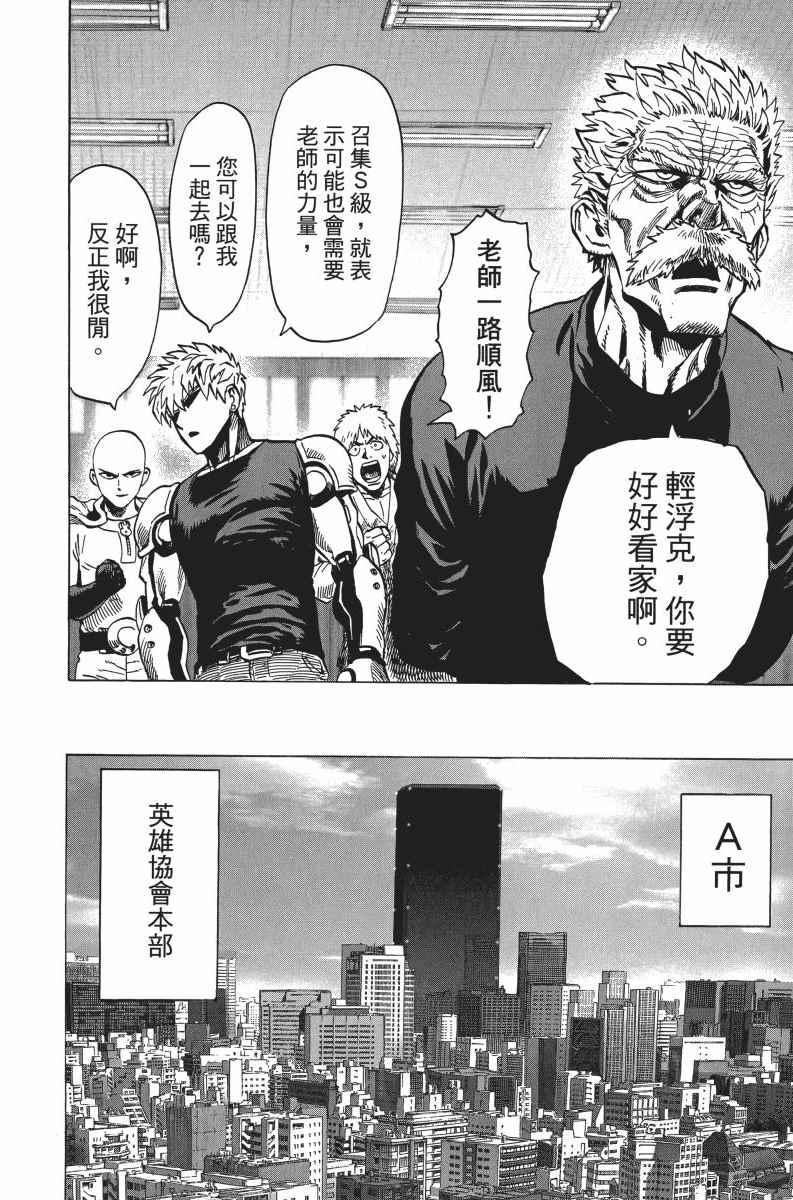 輕浮克，你要
好好看家啊。
老師一路順風！
召集S級，就表
示可能也會需要
老師的力量，
您可以跟我
一起去嗎？
好啊，
反正我很閒。
A市
英雄協會本部